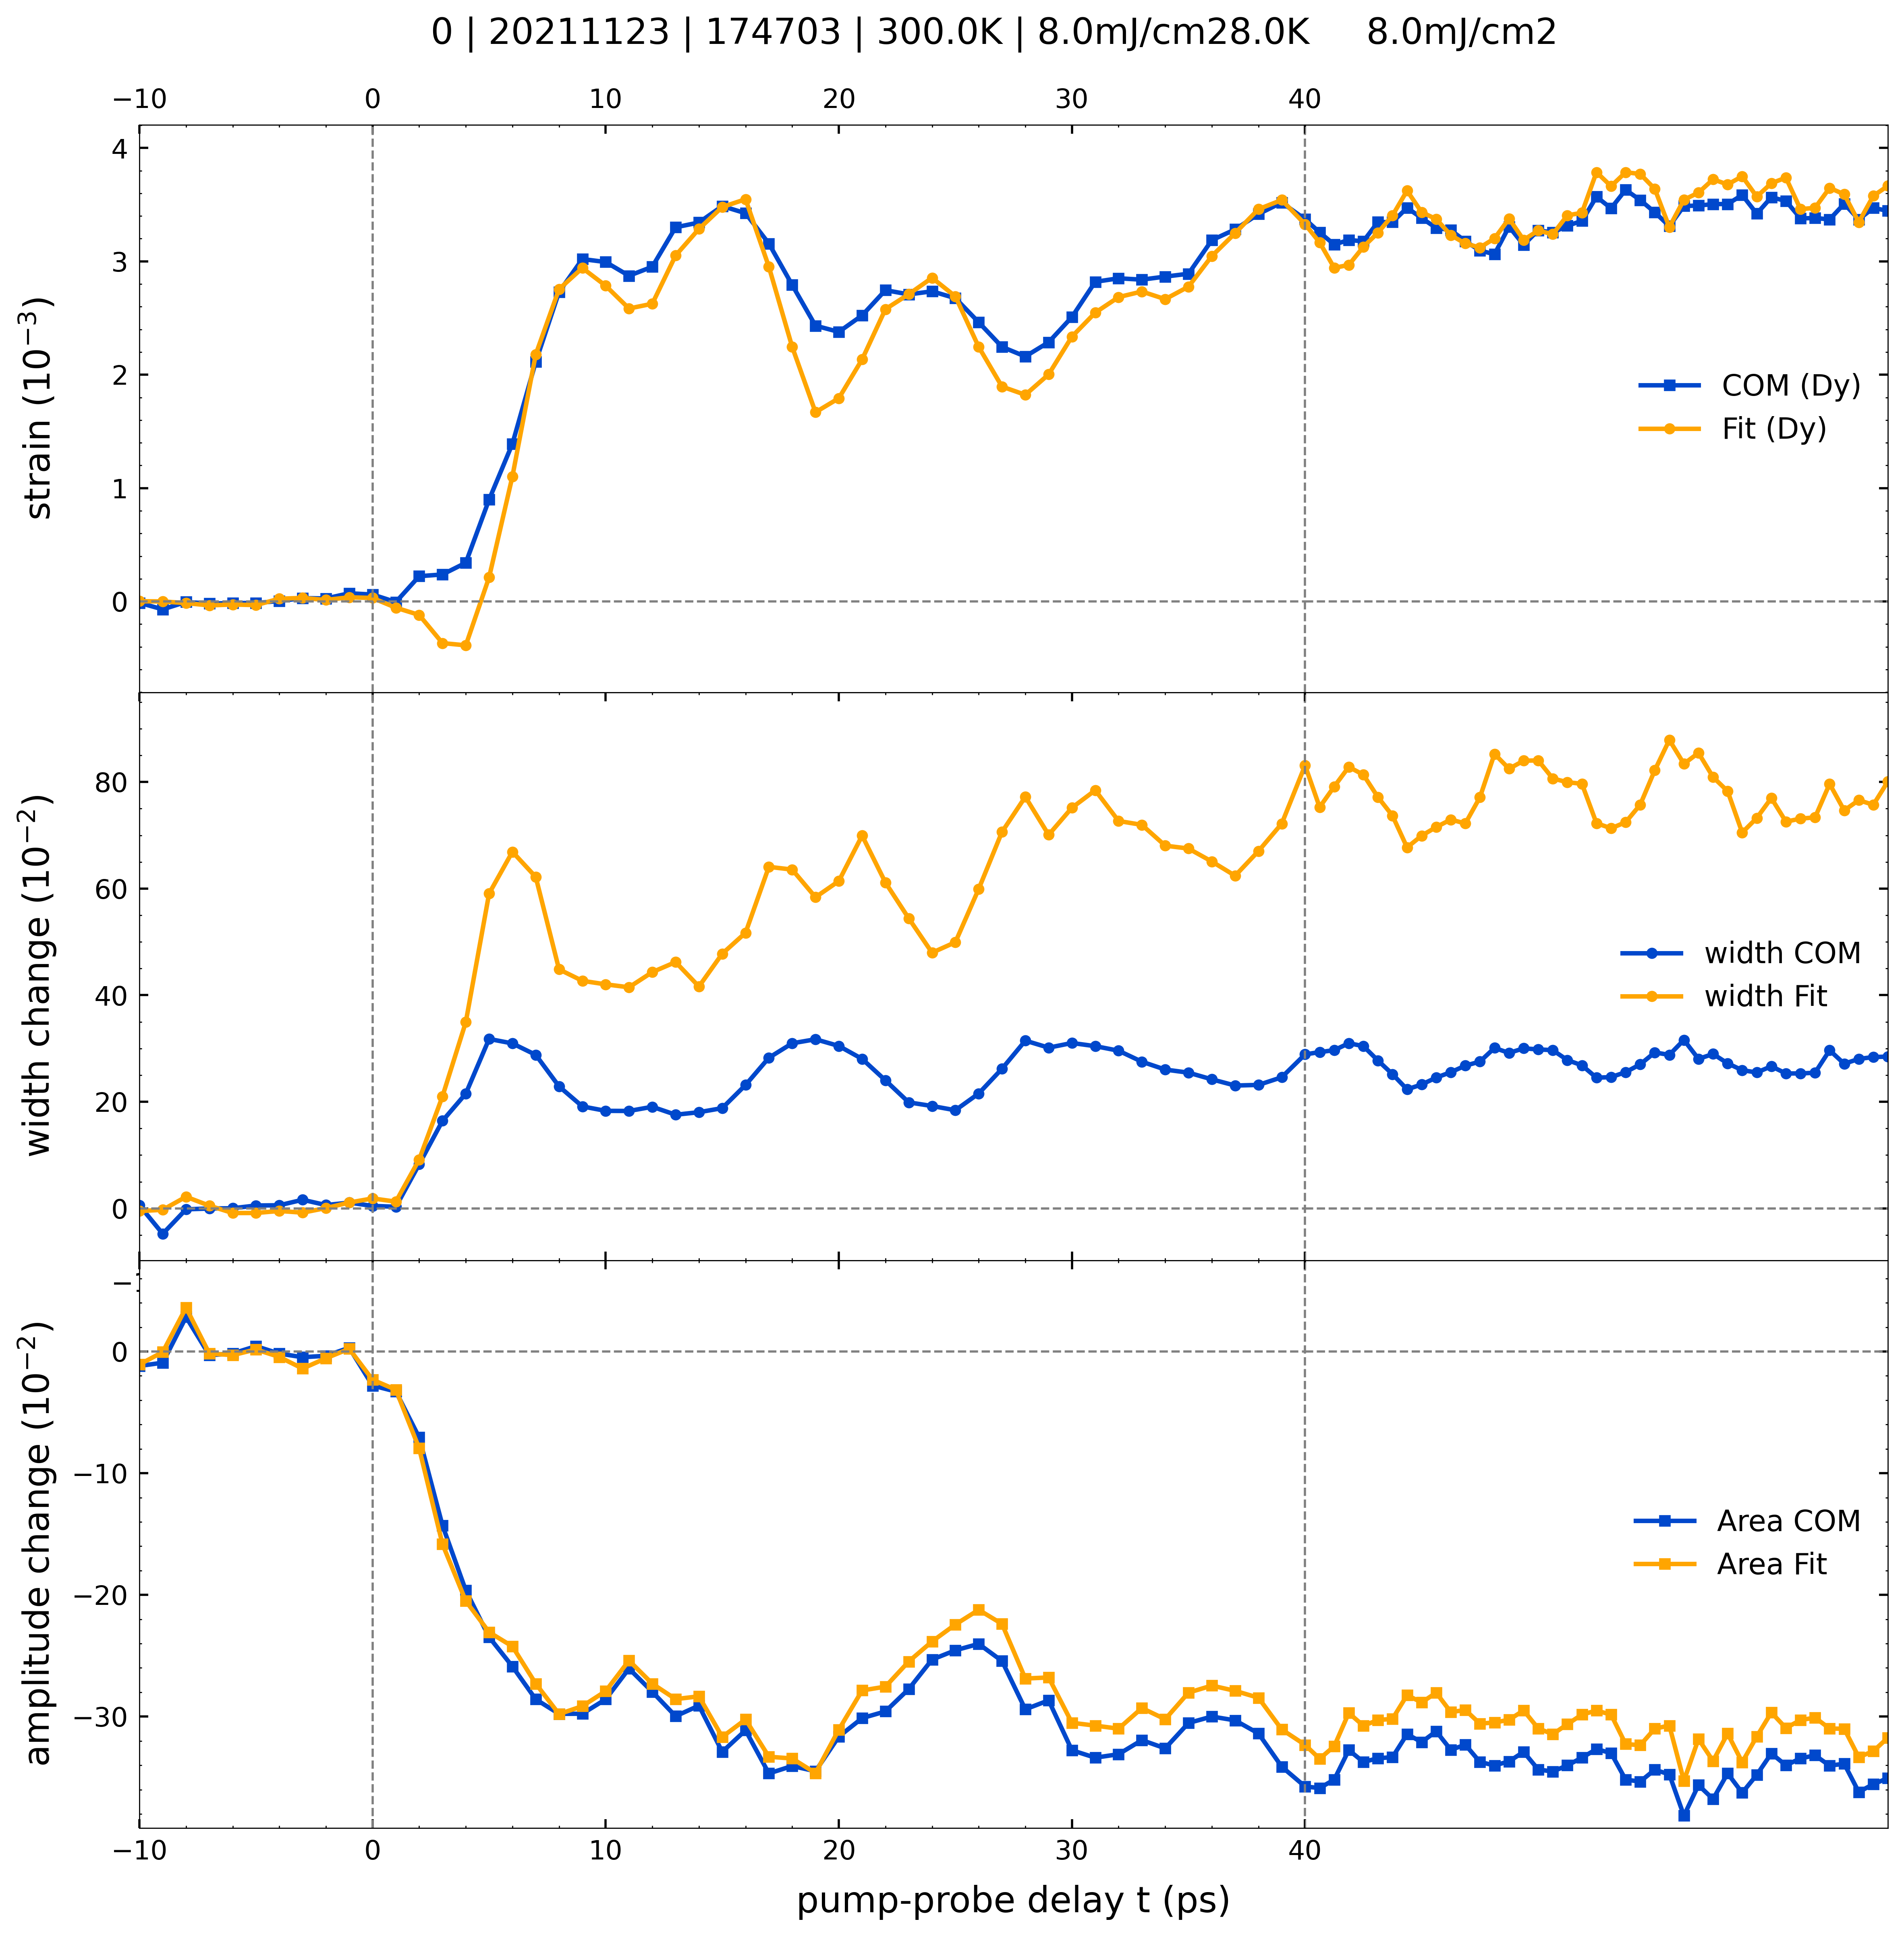 0 | 20211123 | 174703 | 300.0K | 8.0mJ/cm28.0K 8.0mJ/cm2
−10 0 10 20 30 40
4
3
2
1
0
strain (10⁻³)
COM (Dy)
Fit (Dy)
80
60
40
20
0
width change (10⁻²)
width COM
width Fit
0
−10
−20
−30
amplitude change (10⁻²)
Area COM
Area Fit
−10 0 10 20 30 40
pump-probe delay t (ps)